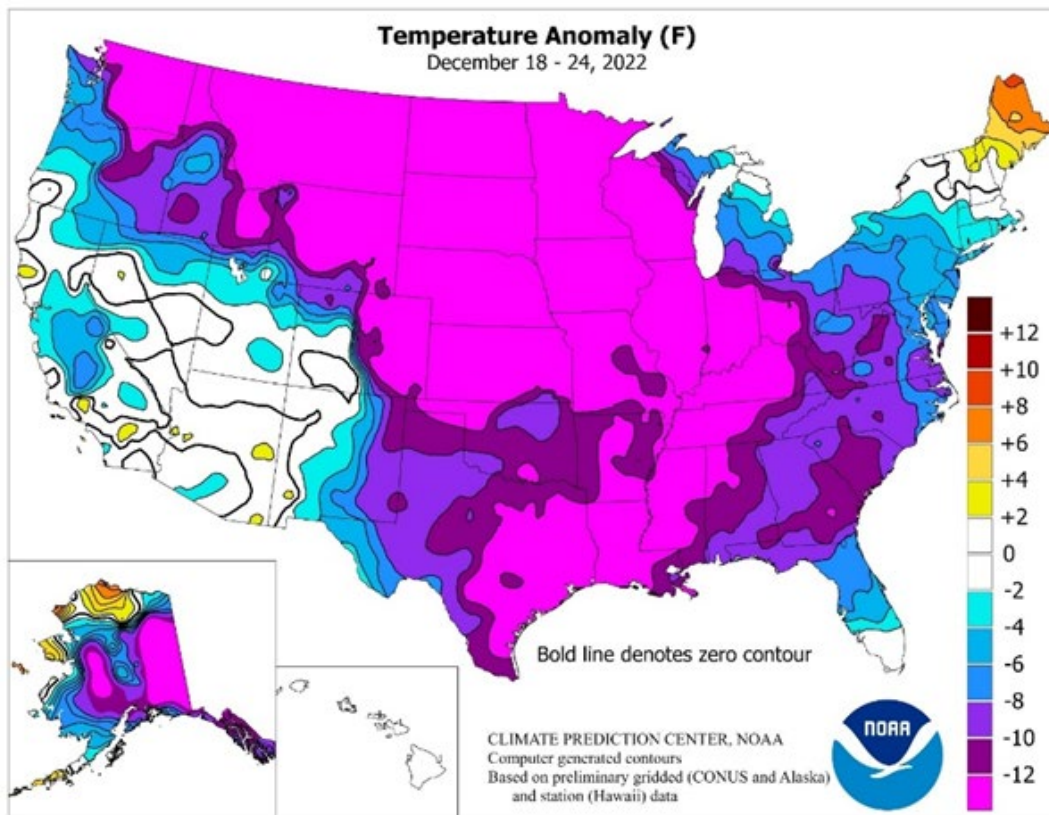 Temperature Anomaly (F)
December 18 - 24, 2022
+12
+10
+8
+6
+4
+2
0
-2
-4
-6
-8
-10
-12
Bold line denotes zero contour
CLIMATE PREDICTION CENTER, NOAA
Computer generated contours
Based on preliminary gridded (CONUS and Alaska)
and station (Hawaii) data
NOAA